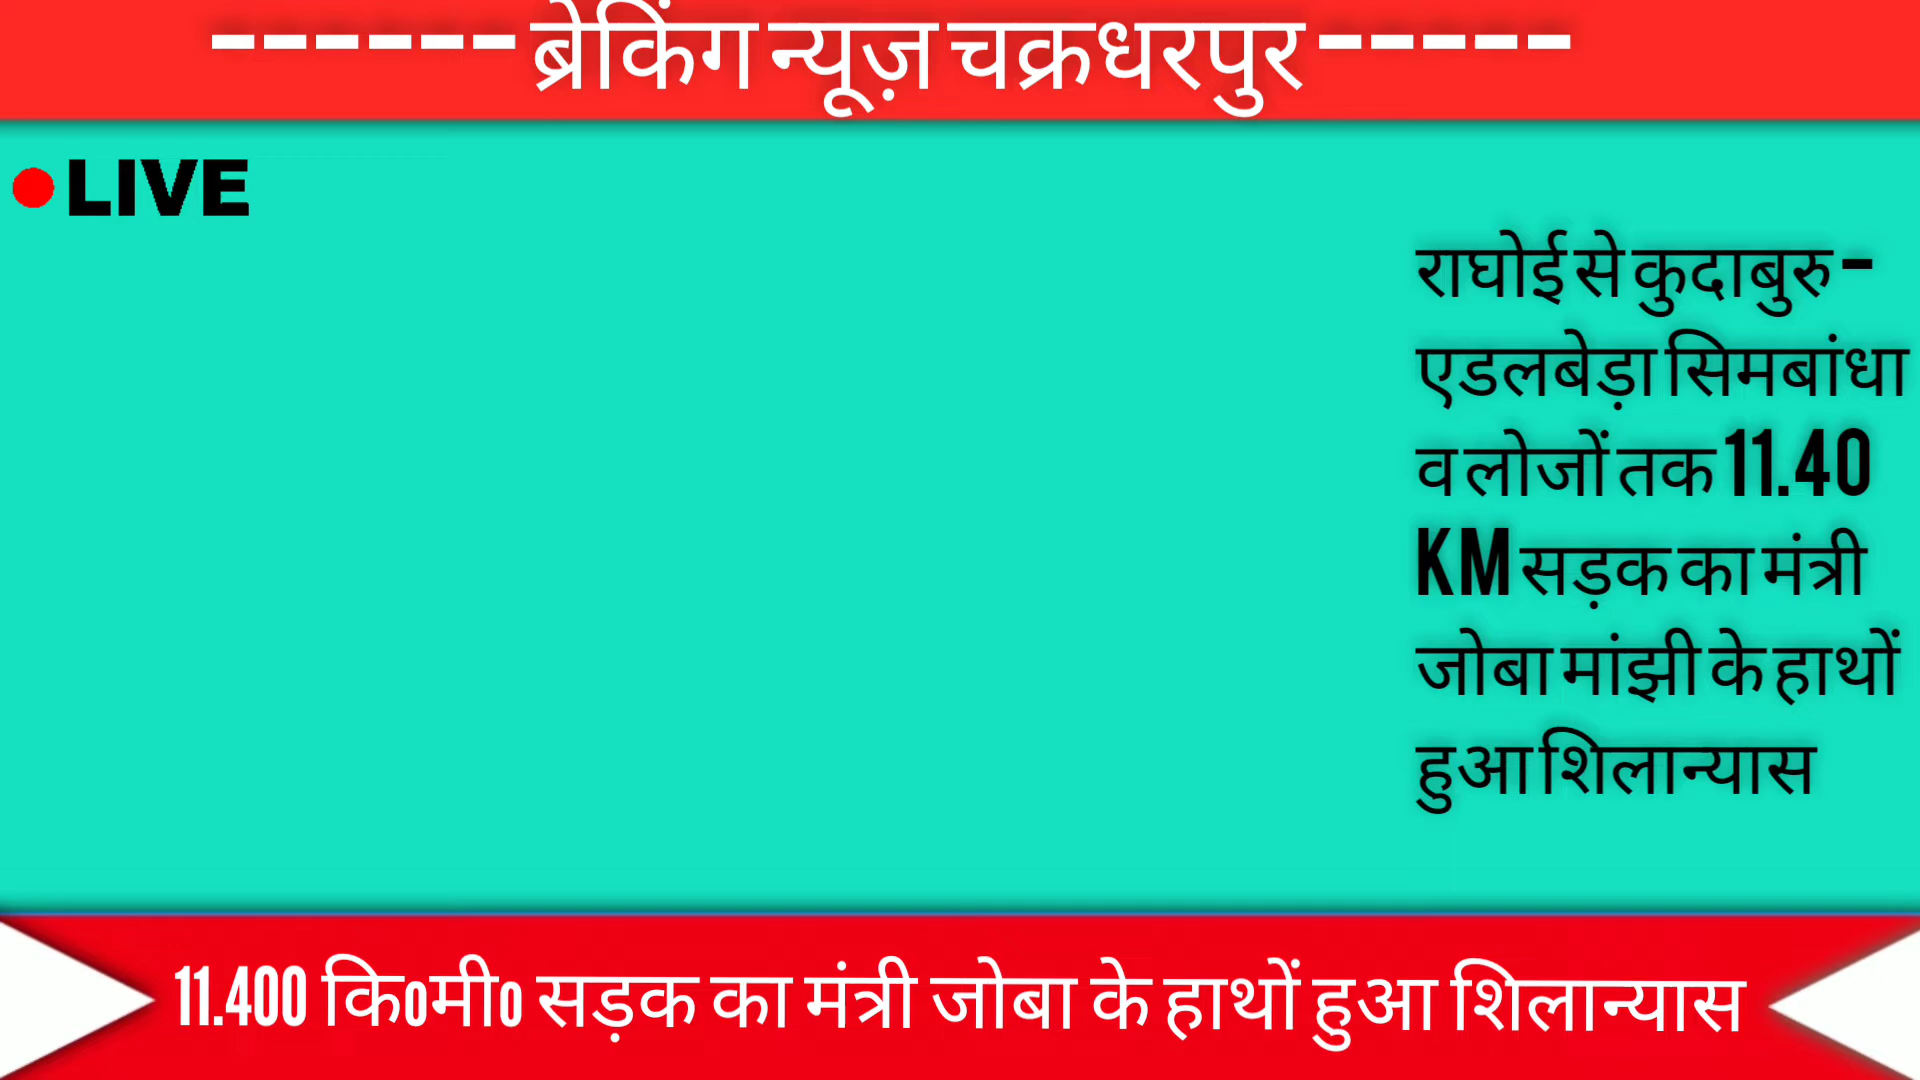 ------ब्रेकिंग न्यूज़ चक्रधरपुर-----
LIVE
राघोई से कुदाबुरु -
एडलबेड़ा सिमबांधा
व लोजों तक 11.40
KM सड़क का मंत्री
जोबा मांझी के हाथों
हुआ शिलान्यास
11.400 कि०मी० सड़क का मंत्री जोबा के हाथों हुआ शिलान्यास